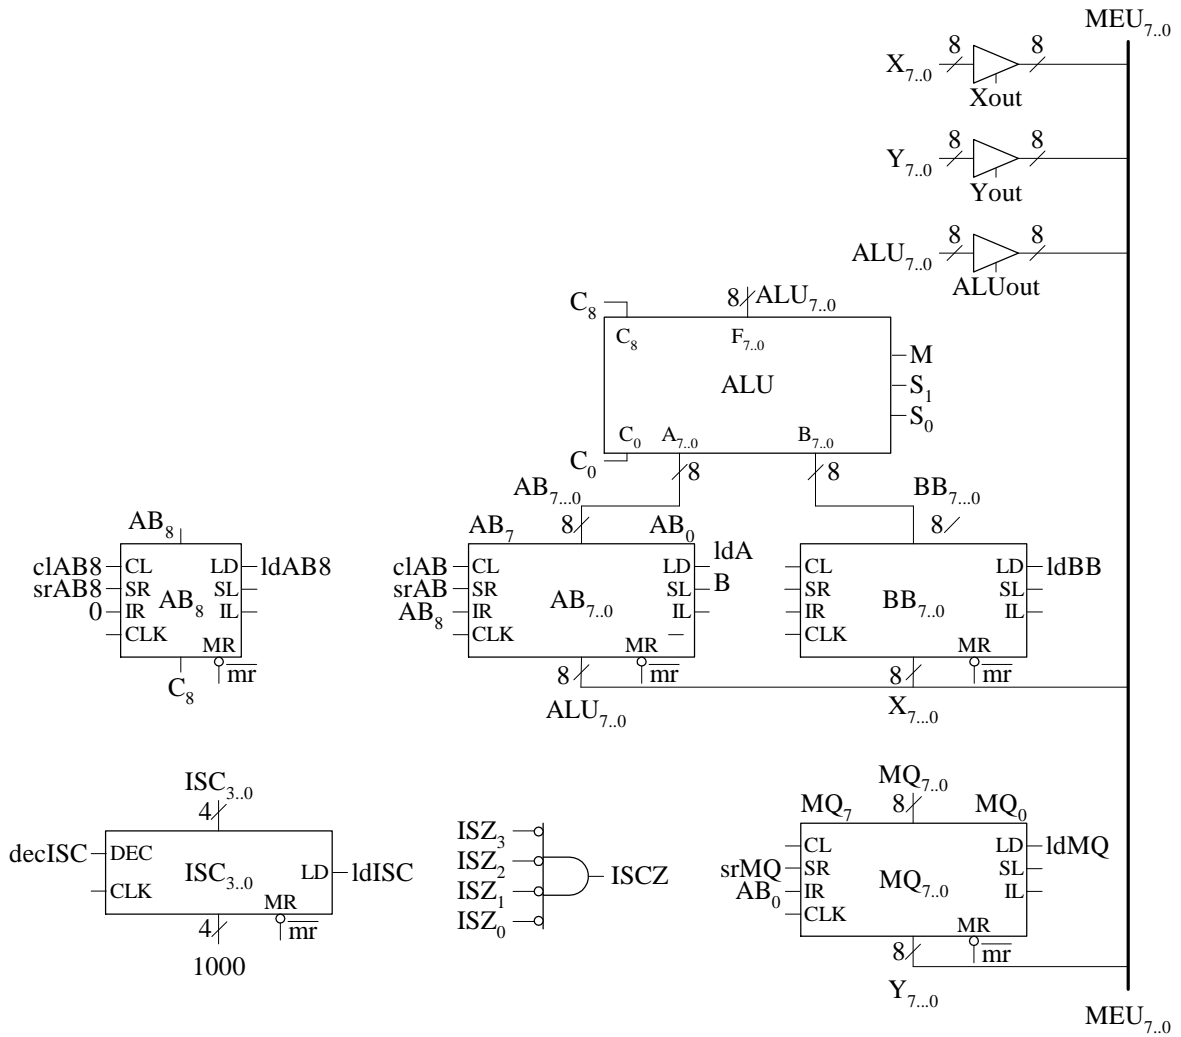 MEU7..0
8 8
X7..0
Xout
8 8
Y7..0
Yout
8 8
ALU7..0
ALUout
C8 8 ALU7..0
C8 F7..0
M
ALU
S1
S0
C0 A7..0 B7..0
C0 8 8
AB7...0 BB7...0
AB8 AB7 8 AB0 8
clAB8 CL LD ldAB8
srAB8 SR SL
0 IR AB8 IL
CLK
MR
mr
C8
clAB CL LD ldA
srAB SR SL B
AB8 IR AB7..0 IL
CLK
MR
8 mr
ALU7..0
CL LD ldBB
SR SL
IR BB7..0 IL
CLK
MR
8 mr
X7...0
ISC3..0
4
decISC DEC
ISC3..0 LD ldISC
CLK
MR
4 mr
1000
ISZ3
ISZ2
ISCZ
ISZ1
ISZ0
MQ7..0
MQ7 8 MQ0
CL LD ldMQ
srMQ SR SL
AB0 IR MQ7..0 IL
CLK
MR
8 mr
Y7...0
MEU7..0